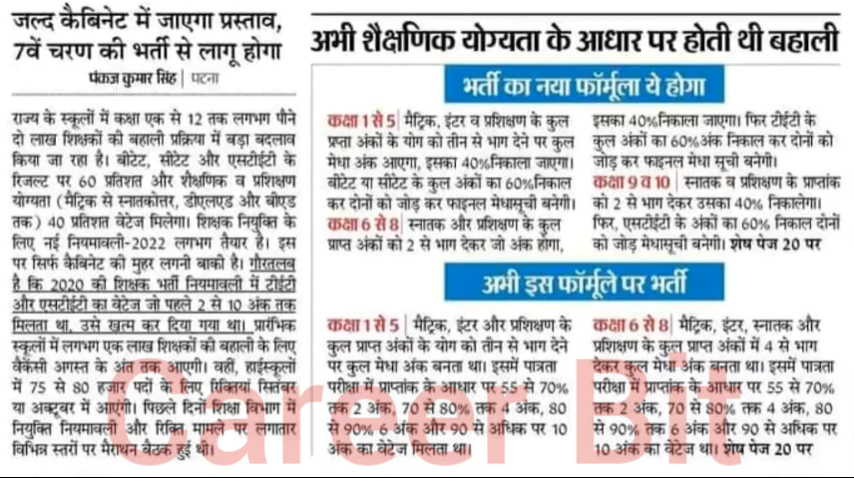 जल्द कैबिनेट में जाएगा प्रस्ताव,
7वें चरण की भर्ती से लागू होगा
पंकज कुमार सिंह | पटना
राज्य के स्कूलों में कक्षा एक से 12 तक लगभग पौने
दो लाख शिक्षकों की बहाली प्रक्रिया में बड़ा बदलाव
किया जा रहा है। बीटेट, सीटेट और एसटीईटी के
रिजल्ट पर 60 प्रतिशत और शैक्षणिक व प्रशिक्षण
योग्यता (मैट्रिक से स्नातकोत्तर, डीएलएड और बीएड
तक) 40 प्रतिशत वेटेज मिलेगा। शिक्षक नियुक्ति के
लिए नई नियमावली-2022 लगभग तैयार है। इस
पर सिर्फ कैबिनेट की मुहर लगनी बाकी है। गौरतलब
है कि 2020 की शिक्षक भर्ती नियमावली में टीईटी
और एसटीईटी का वेटेज जो पहले 2 से 10 अंक तक
मिलता था, उसे खत्म कर दिया गया था। प्रारंभिक
स्कूलों में लगभग एक लाख शिक्षकों की बहाली के लिए
वैकेंसी अगस्त के अंत तक आएगी। वहीं, हाईस्कूलों
में 75 से 80 हजार पदों के लिए रिक्तियां सितंबर
या अक्टूबर में आएंगी। पिछले दिनों शिक्षा विभाग में
नियुक्ति नियमावली और रिक्ति मामले पर लगातार
विभिन्न स्तरों पर मैराथन बैठक हुई थी।
अभी शैक्षणिक योग्यता के आधार पर होती थी बहाली
भर्ती का नया फॉर्मूला ये होगा
कक्षा 1 से 5 | मैट्रिक, इंटर व प्रशिक्षण के कुल
प्रप्ता अंकों के योग को तीन से भाग देने पर कुल
मेधा अंक आएगा, इसका 40%निकाला जाएगा।
बीटेट या सीटेट के कुल अंकों का 60%निकाल
कर दोनों को जोड़ कर फाइनल मेधासूची बनेगी।
कक्षा 6 से 8 | स्नातक और प्रशिक्षण के कुल
प्राप्त अंकों को 2 से भाग देकर जो अंक होगा,
इसका 40%निकाला जाएगा। फिर टीईटी के
कुल अंकों का 60%अंक निकाल कर दोनों को
जोड़ कर फाइनल मेधा सूची बनेगी।
कक्षा 9 व 10 | स्नातक व प्रशिक्षण के प्राप्तांक
को 2 से भाग देकर उसका 40% निकालेगा।
फिर, एसटीईटी के अंकों का 60% निकाल दोनों
को जोड़ मेधासूची बनेगी। शेष पेज 20 पर
अभी इस फॉर्मूले पर भर्ती
कक्षा 1 से 5 | मैट्रिक, इंटर और प्रशिक्षण के
कुल प्राप्त अंकों के योग को तीन से भाग देने
पर कुल मेधा अंक बनता था। इसमें पात्रता
परीक्षा में प्राप्तांक के आधार पर 55 से 70%
तक 2 अंक, 70 से 80% तक 4 अंक, 80
से 90% 6 अंक और 90 से अधिक पर 10
अंक का वेटेज मिलता था।
कक्षा 6 से 8 | मैट्रिक, इंटर, स्नातक और
प्रशिक्षण के कुल प्राप्त अंकों में 4 से भाग
देकर कुल मेधा अंक बनता था। इसमें पात्रता
परीक्षा में प्राप्तांक के आधार पर 55 से 70%
तक 2 अंक, 70 से 80% तक 4 अंक, 80
से 90% तक 6 अंक और 90 से अधिक पर
10 अंक का वेटेज था। शेष पेज 20 पर
Career Bit